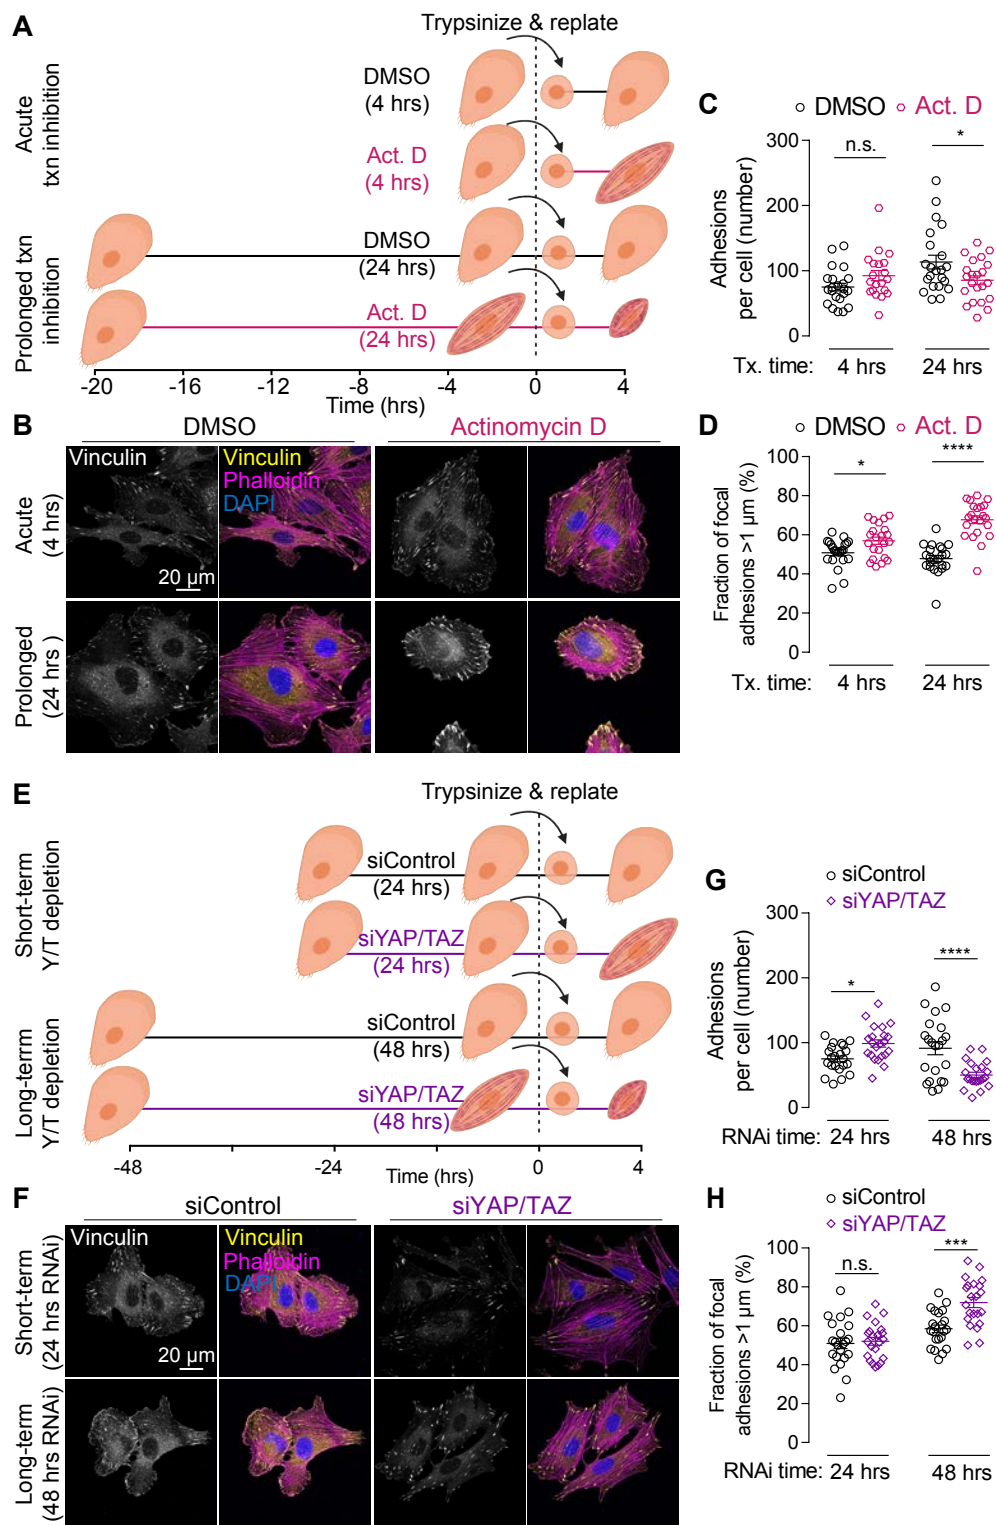 A
Trypsinize & replate
Acute
txn inhibition
DMSO
(4 hrs)
Act. D
(4 hrs)
Prolonged txn
inhibition
DMSO
(24 hrs)
Act. D
(24 hrs)
-20 -16 -12 -8 -4 0 4
Time (hrs)
B
DMSO Actinomycin D
Acute
(4 hrs)
Vinculin
Vinculin
Phalloidin
DAPI
20 µm
Prolonged
(24 hrs)
C
DMSO Act. D
Adhesions
per cell (number)
300
200
100
0
n.s. *
Tx. time: 4 hrs 24 hrs
D
DMSO Act. D
Fraction of focal
adhesions >1 µm (%)
100
80
60
40
20
0
* ****
Tx. time: 4 hrs 24 hrs
E
Trypsinize & replate
Short-term
Y/T depletion
siControl
(24 hrs)
siYAP/TAZ
(24 hrs)
Long-term
Y/T depletion
siControl
(48 hrs)
siYAP/TAZ
(48 hrs)
-48 -24 0 4
Time (hrs)
F
siControl siYAP/TAZ
Short-term
(24 hrs RNAi)
Vinculin
Vinculin
Phalloidin
DAPI
20 µm
Long-term
(48 hrs RNAi)
G
siControl
siYAP/TAZ
Adhesions
per cell (number)
300
200
100
0
* ****
RNAi time: 24 hrs 48 hrs
H
siControl
siYAP/TAZ
Fraction of focal
adhesions >1 µm (%)
100
80
60
40
20
0
n.s. ***
RNAi time: 24 hrs 48 hrs